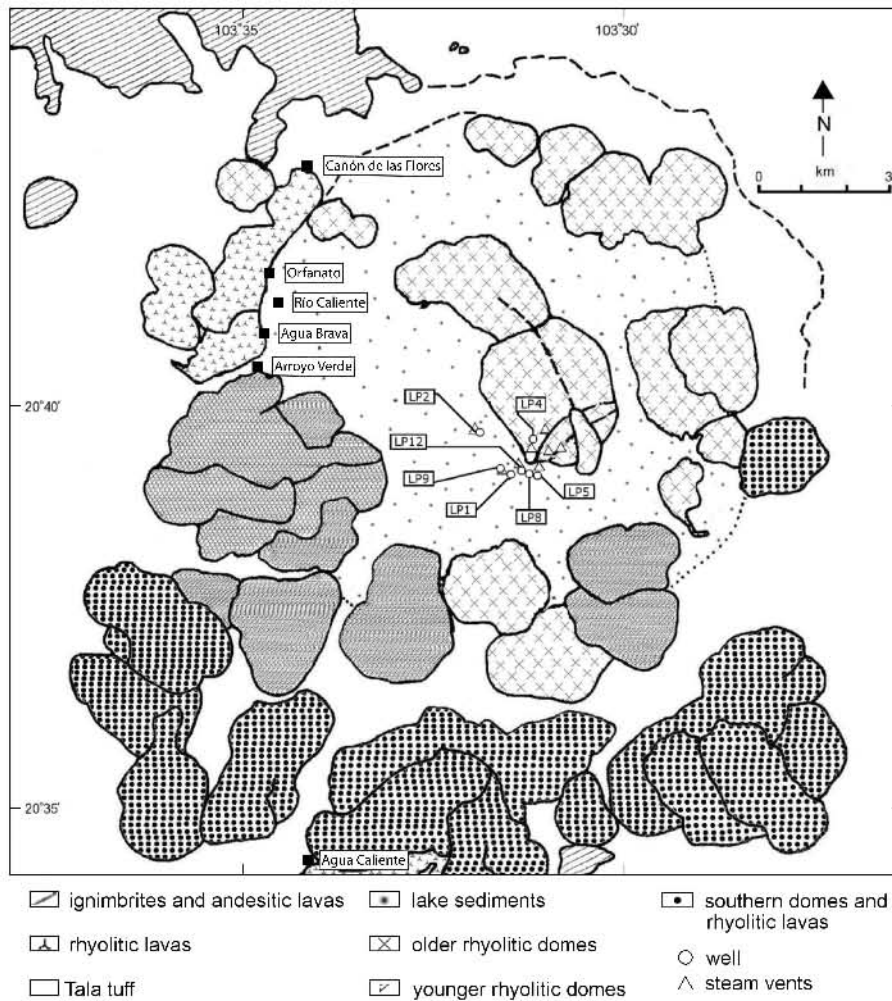 103°35
103°30
N
km
0
3
Cañón de las Flores
Orfanato
Río Caliente
Agua Brava
Arroyo Verde
20°40
LP2
LP4
LP12
LP9
LP1
LP8
LP5
20°35
Agua Caliente
ignimbrites and andesitic lavas
rhyolitic lavas
Tala tuff
lake sediments
older rhyolitic domes
younger rhyolitic domes
southern domes and
rhyolitic lavas
well
steam vents